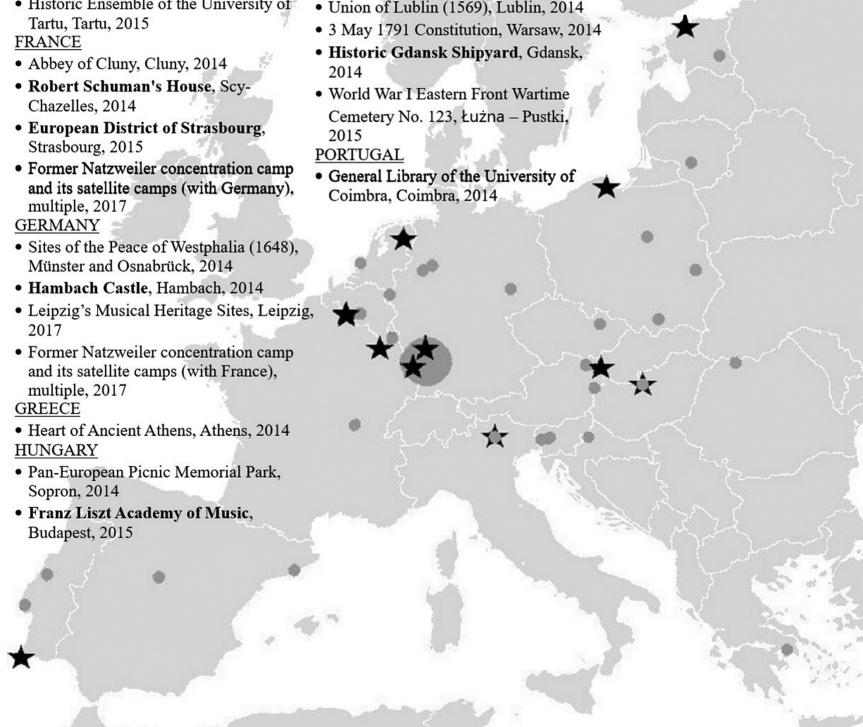 • Historic Ensemble of the University of
Tartu, Tartu, 2015
FRANCE
• Abbey of Cluny, Cluny, 2014
• Robert Schuman's House, Scy-
Chazelles, 2014
• European District of Strasbourg,
Strasbourg, 2015
• Former Natzweiler concentration camp
and its satellite camps (with Germany),
multiple, 2017
GERMANY
• Sites of the Peace of Westphalia (1648),
Münster and Osnabrück, 2014
• Hambach Castle, Hambach, 2014
• Leipzig’s Musical Heritage Sites, Leipzig,
2017
• Former Natzweiler concentration camp
and its satellite camps (with France),
multiple, 2017
GREECE
• Heart of Ancient Athens, Athens, 2014
HUNGARY
• Pan-European Picnic Memorial Park,
Sopron, 2014
• Franz Liszt Academy of Music,
Budapest, 2015
• Union of Lublin (1569), Lublin, 2014
• 3 May 1791 Constitution, Warsaw, 2014
• Historic Gdansk Shipyard, Gdansk,
2014
• World War I Eastern Front Wartime
Cemetery No. 123, Łużna – Pustki,
2015
PORTUGAL
• General Library of the University of
Coimbra, Coimbra, 2014